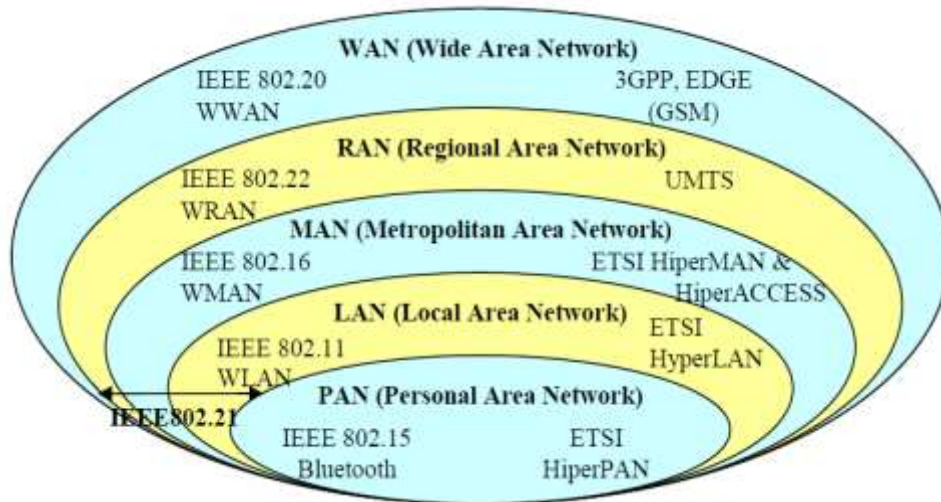 WAN (Wide Area Network)
IEEE 802.20
WWAN
3GPP, EDGE
(GSM)
RAN (Regional Area Network)
IEEE 802.22
WRAN
UMTS
MAN (Metropolitan Area Network)
IEEE 802.16
WMAN
ETSI HiperMAN &
HiperACCESS
LAN (Local Area Network)
IEEE 802.11
WLAN
ETSI
HyperLAN
IEEE802.21
PAN (Personal Area Network)
IEEE 802.15
Bluetooth
ETSI
HiperPAN